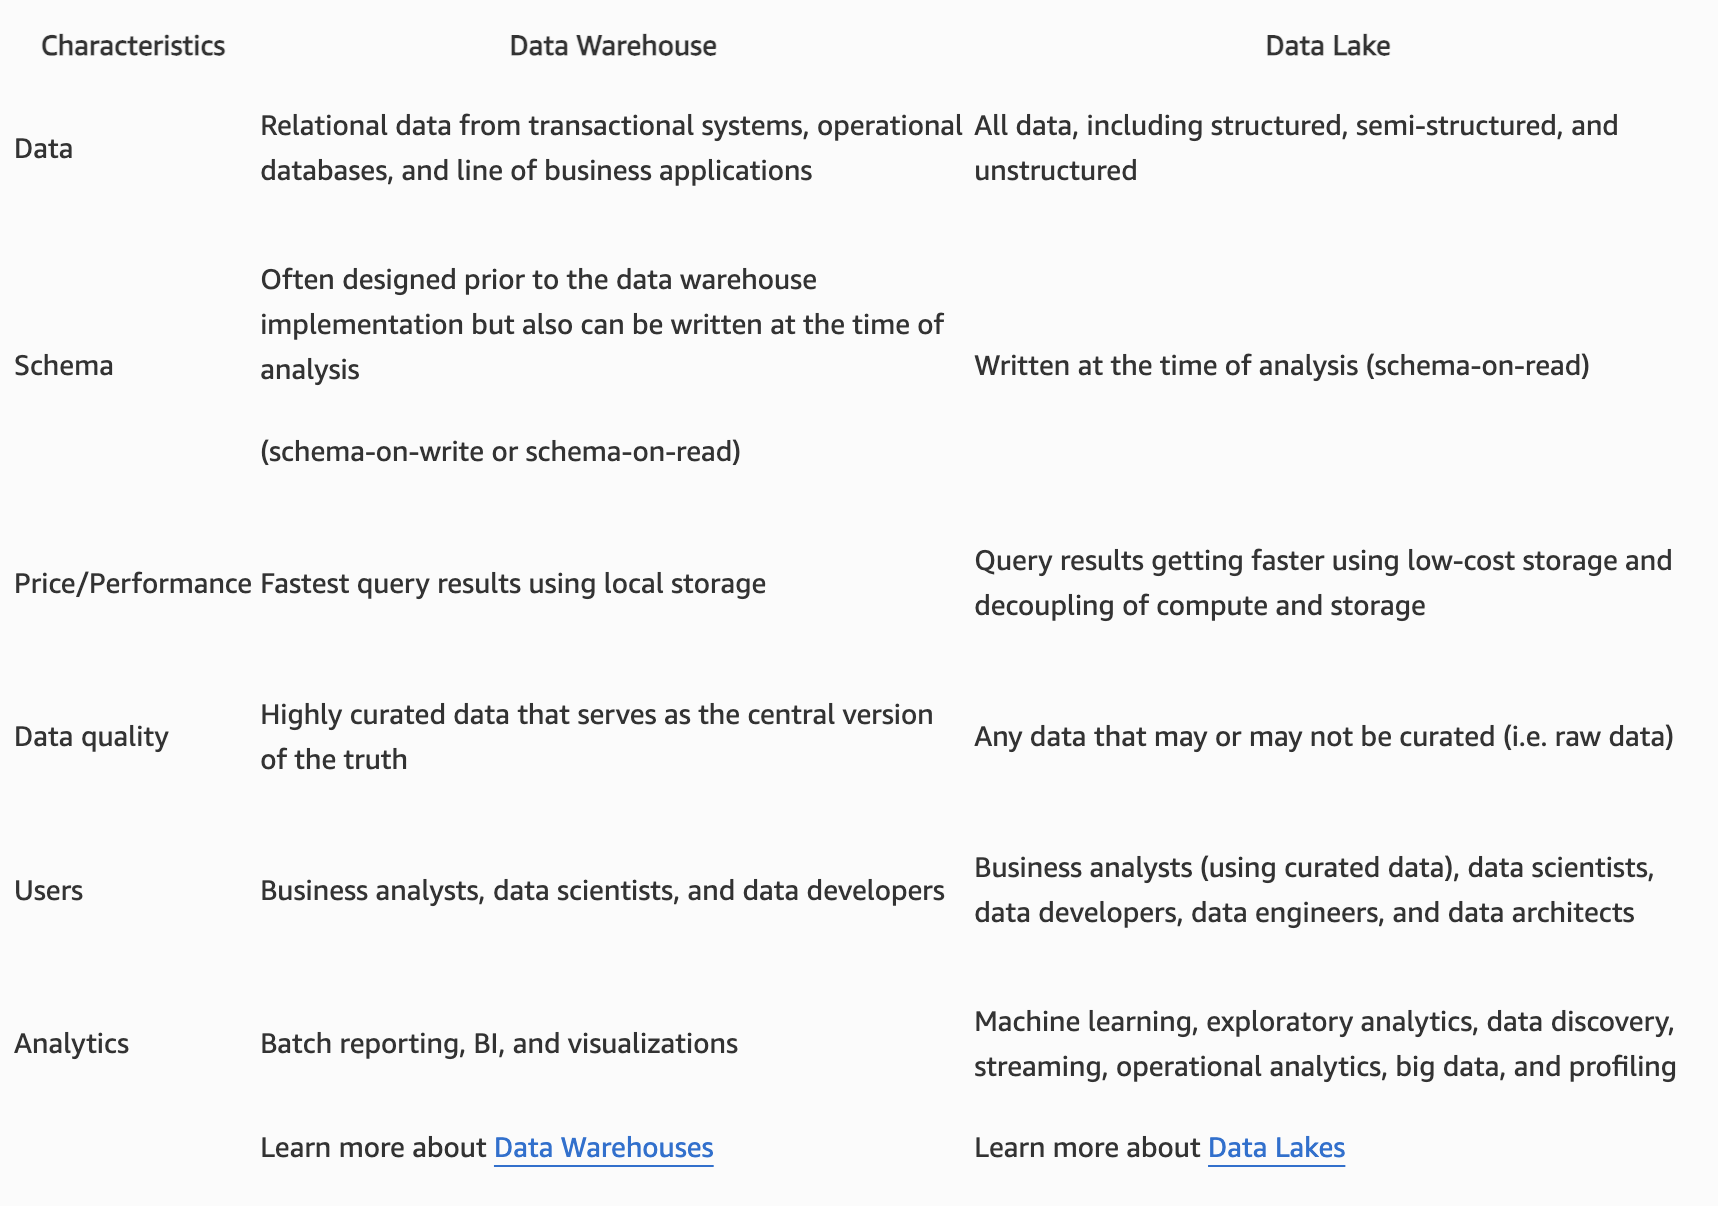 Characteristics Data Warehouse Data Lake
Data
Relational data from transactional systems, operational
databases, and line of business applications
All data, including structured, semi-structured, and
unstructured
Schema
Often designed prior to the data warehouse
implementation but also can be written at the time of
analysis
(schema-on-write or schema-on-read)
Written at the time of analysis (schema-on-read)
Price/Performance
Fastest query results using local storage
Query results getting faster using low-cost storage and
decoupling of compute and storage
Data quality
Highly curated data that serves as the central version
of the truth
Any data that may or may not be curated (i.e. raw data)
Users
Business analysts, data scientists, and data developers
Business analysts (using curated data), data scientists,
data developers, data engineers, and data architects
Analytics
Batch reporting, BI, and visualizations
Machine learning, exploratory analytics, data discovery,
streaming, operational analytics, big data, and profiling
Learn more about Data Warehouses
Learn more about Data Lakes